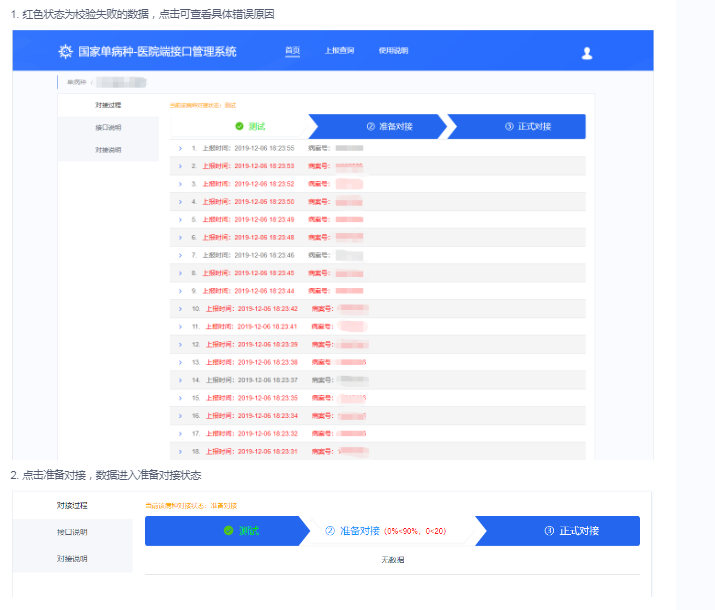 1. 红色状态为校验失败的数据，点击可查看具体错误原因
国家单病种-医院端接口管理系统 首页 上报查询 使用说明
单病种 /
对接过程
接口说明
对接说明
当前该病种对接状态：测试
测试 ② 准备对接 ③ 正式对接
1. 上报时间：2019-12-06 16:23:55 病案号：
2. 上报时间：2019-12-06 16:23:53 病案号：
3. 上报时间：2019-12-06 16:23:52 病案号：
4. 上报时间：2019-12-06 16:23:50 病案号：
5. 上报时间：2019-12-06 16:23:49 病案号：
6. 上报时间：2019-12-06 16:23:48 病案号：
7. 上报时间：2019-12-06 16:23:46 病案号：
8. 上报时间：2019-12-06 16:23:45 病案号：
9. 上报时间：2019-12-06 16:23:44 病案号：
10. 上报时间：2019-12-06 16:23:42 病案号：
11. 上报时间：2019-12-06 16:23:41 病案号：
12. 上报时间：2019-12-06 16:23:39 病案号：
13. 上报时间：2019-12-06 16:23:38 病案号：
14. 上报时间：2019-12-06 16:23:37 病案号：
15. 上报时间：2019-12-06 16:23:35 病案号：
16. 上报时间：2019-12-06 16:23:34 病案号：
17. 上报时间：2019-12-06 16:23:32 病案号：
18. 上报时间：2019-12-06 16:23:31 病案号：
2. 点击准备对接，数据进入准备对接状态
对接过程
接口说明
对接说明
当前该病种对接状态：准备对接
测试 ② 准备对接 (0%<90%, 0<20) ③ 正式对接
无数据